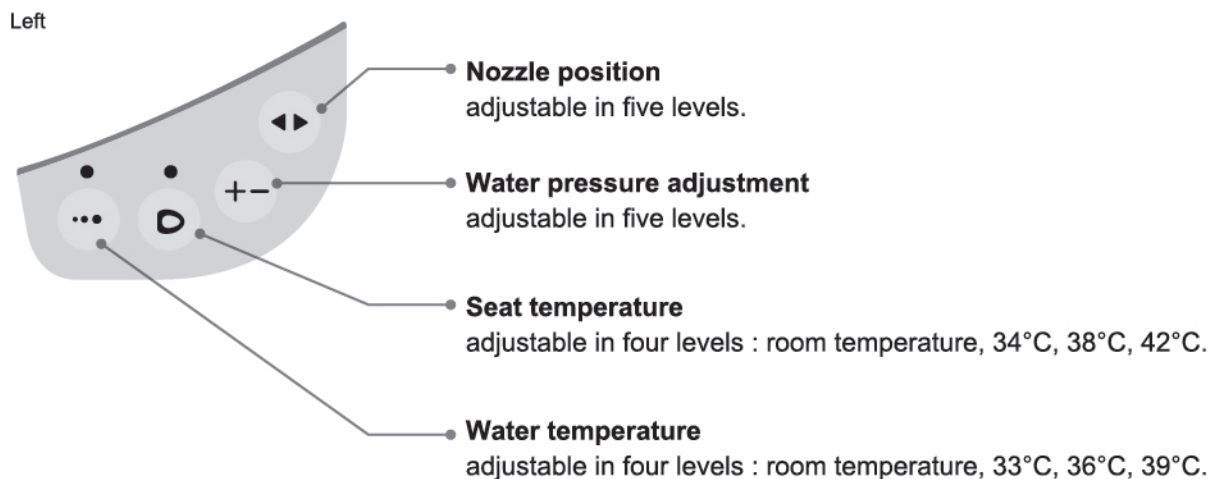 Left
Nozzle position
adjustable in five levels.
+−
Water pressure adjustment
adjustable in five levels.
Seat temperature
adjustable in four levels : room temperature, 34°C, 38°C, 42°C.
Water temperature
adjustable in four levels : room temperature, 33°C, 36°C, 39°C.